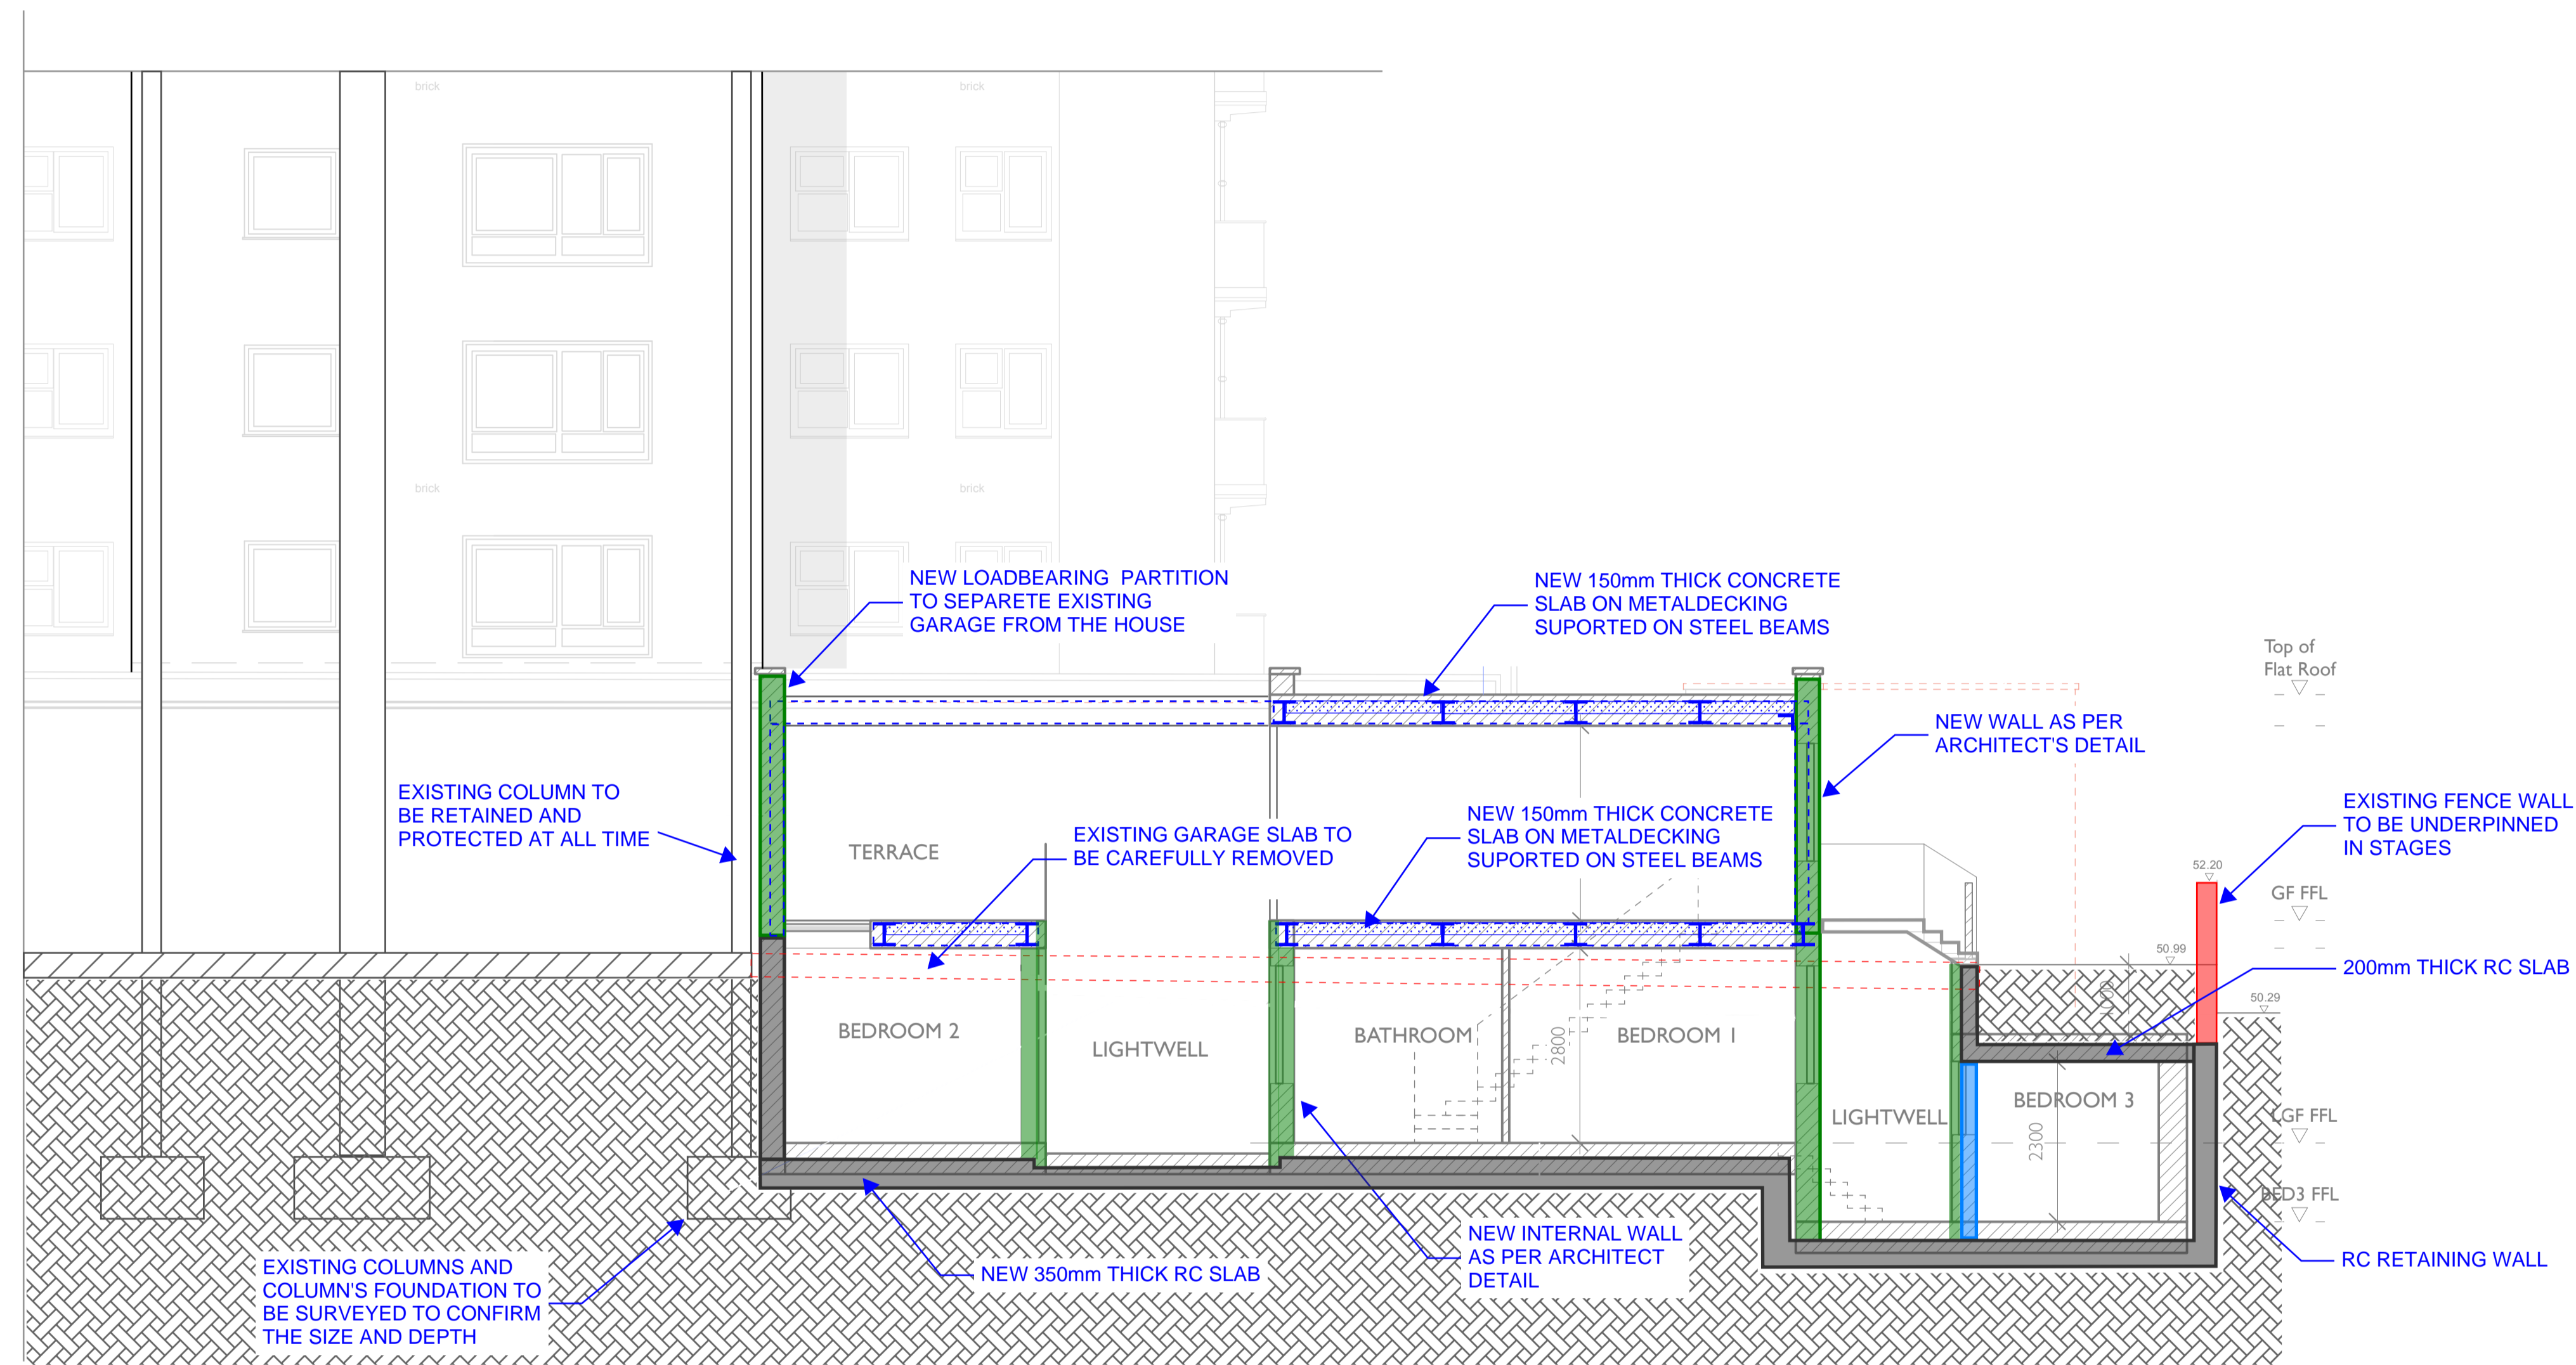 brick
brick
brick
brick
NEW LOADBEARING PARTITION
TO SEPARETE EXISTING
GARAGE FROM THE HOUSE
NEW 150mm THICK CONCRETE
SLAB ON METALDECKING
SUPORTED ON STEEL BEAMS
Top of
Flat Roof
NEW WALL AS PER
ARCHITECT'S DETAIL
EXISTING COLUMN TO
BE RETAINED AND
PROTECTED AT ALL TIME
TERRACE
EXISTING GARAGE SLAB TO
BE CAREFULLY REMOVED
NEW 150mm THICK CONCRETE
SLAB ON METALDECKING
SUPORTED ON STEEL BEAMS
EXISTING FENCE WALL
TO BE UNDERPINNED
IN STAGES
52.20
GF FFL
50.99
200mm THICK RC SLAB
50.29
BEDROOM 2
LIGHTWELL
BATHROOM
2800
BEDROOM 1
LIGHTWELL
BEDROOM 3
2300
LGF FFL
BED3 FFL
RC RETAINING WALL
NEW INTERNAL WALL
AS PER ARCHITECT
DETAIL
NEW 350mm THICK RC SLAB
EXISTING COLUMNS AND
COLUMN'S FOUNDATION TO
BE SURVEYED TO CONFIRM
THE SIZE AND DEPTH